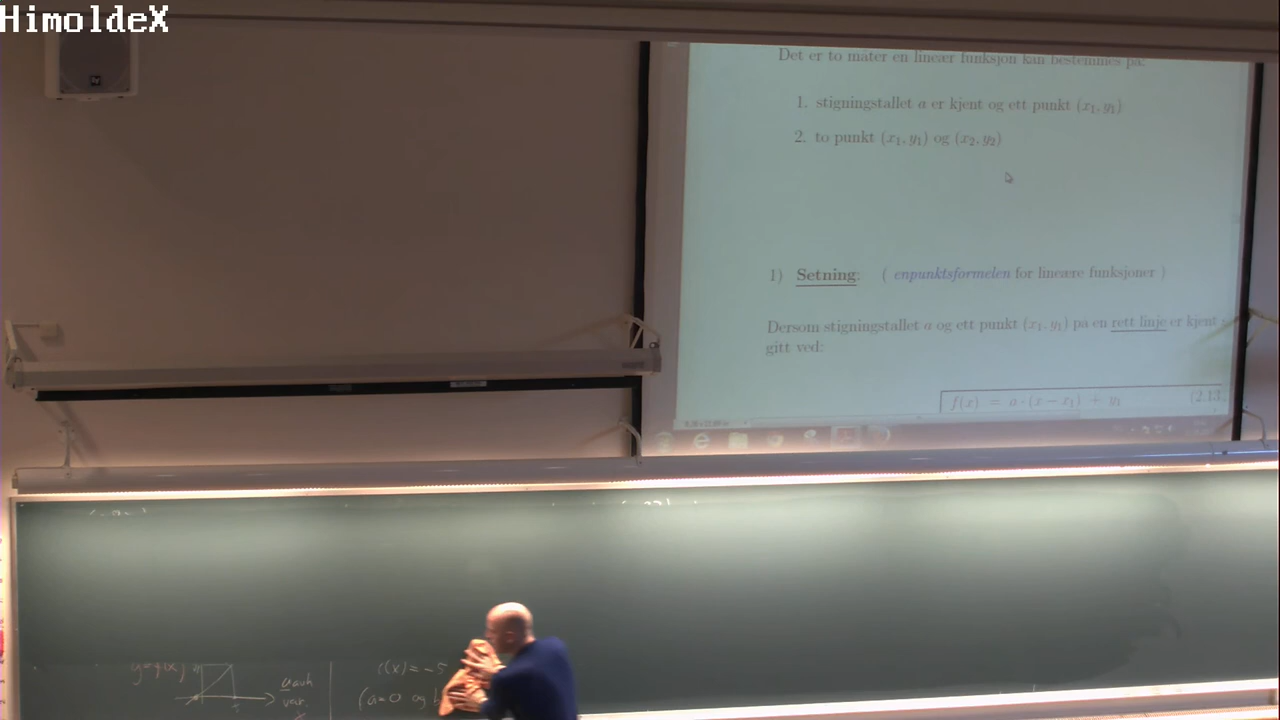 HimoldeX
Det er to måter en lineær funksjon kan bestemmes på:
1. stigningstallet a er kjent og ett punkt (x₁, y₁)
2. to punkt (x₁, y₁) og (x₂, y₂)
1) Setning: ( enpunktsformelen for lineære funksjoner )
Dersom stigningstallet a og ett punkt (x₁, y₁) på en rett linje er kjent
gitt ved:
f(x) = a·(x − x₁) + y₁ (2.13
y=f(x)
f(x) = -5
(a=0 og